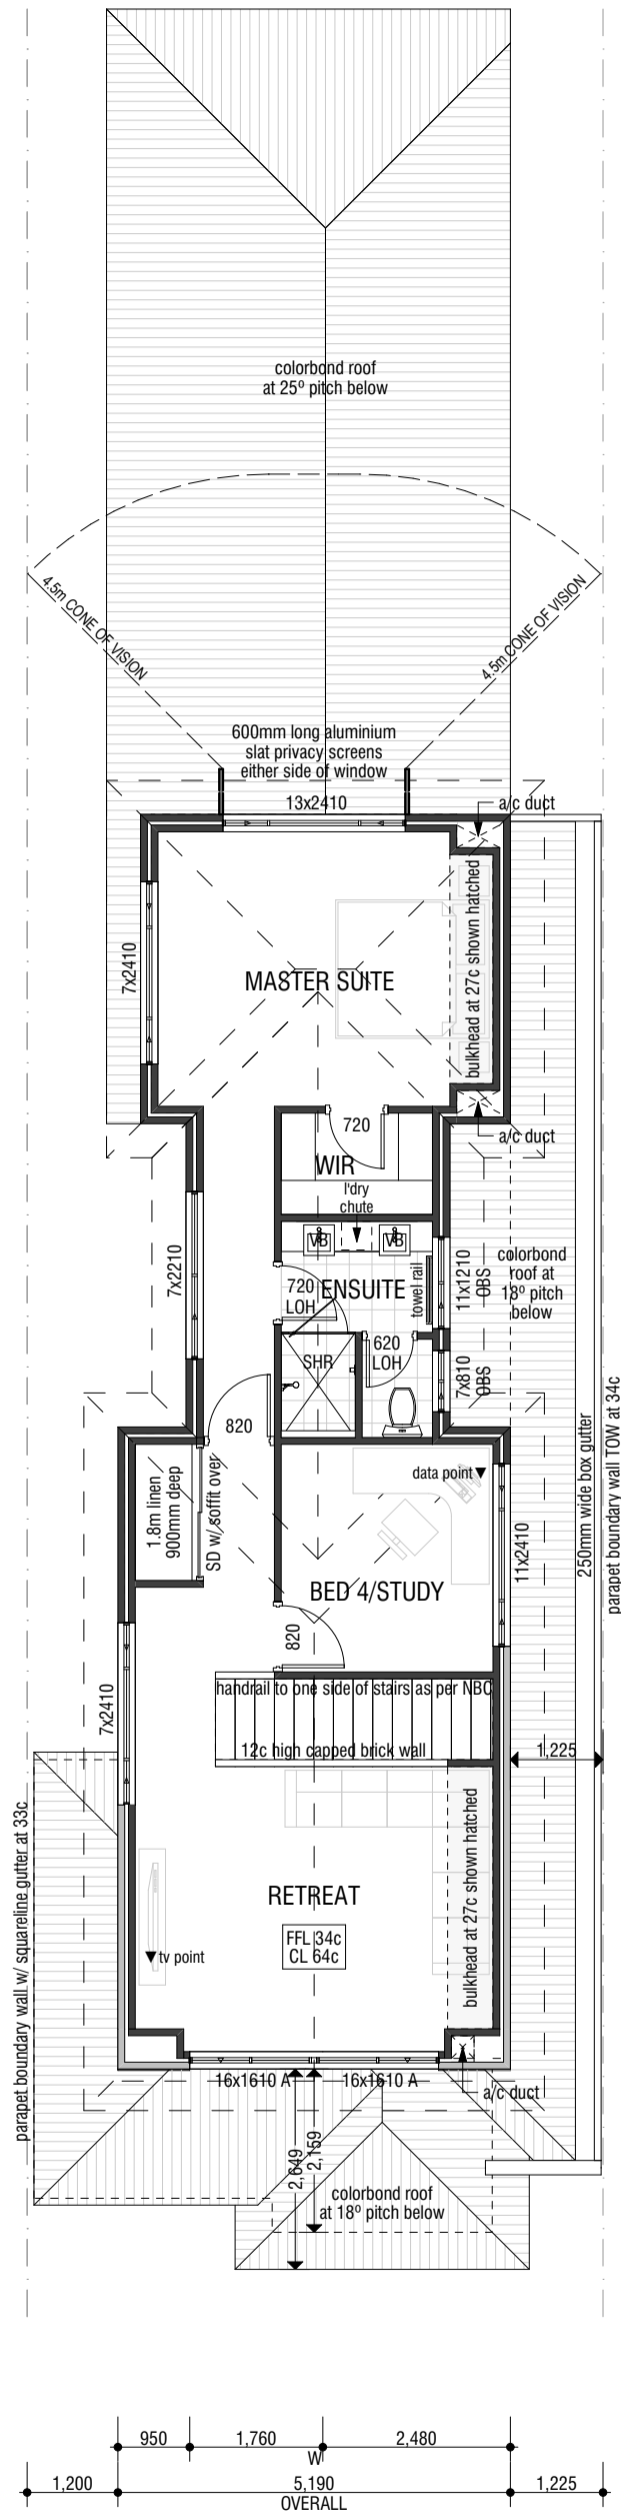 colorbond roof
at 25º pitch below
4.5m CONE OF VISION
4.5m CONE OF VISION
600mm long aluminium
slat privacy screens
either side of window
13x2410
a/c duct
7x2410
MASTER SUITE
bulkhead at 27c shown hatched
a/c duct
720
WIR
l'dry
chute
VB
VB
7x2210
720
LOH
ENSUITE
towel rail
11x1210
OBS
colorbond
roof at
18º pitch
below
SHR
620
LOH
7x810
OBS
820
1.8m linen
900mm deep
SD w/ soffit over
data point
11x2410
250mm wide box gutter
parapet boundary wall TOW at 34c
BED 4/STUDY
820
7x2410
handrail to one side of stairs as per NBC
12c high capped brick wall
1,225
parapet boundary wall w/ squareline gutter at 33c
RETREAT
FFL 34c
CL 64c
bulkhead at 27c shown hatched
tv point
16x1610 A
16x1610 A
a/c duct
2,649
2,159
colorbond roof
at 18º pitch below
950
1,760
2,480
W
1,200
5,190
1,225
OVERALL